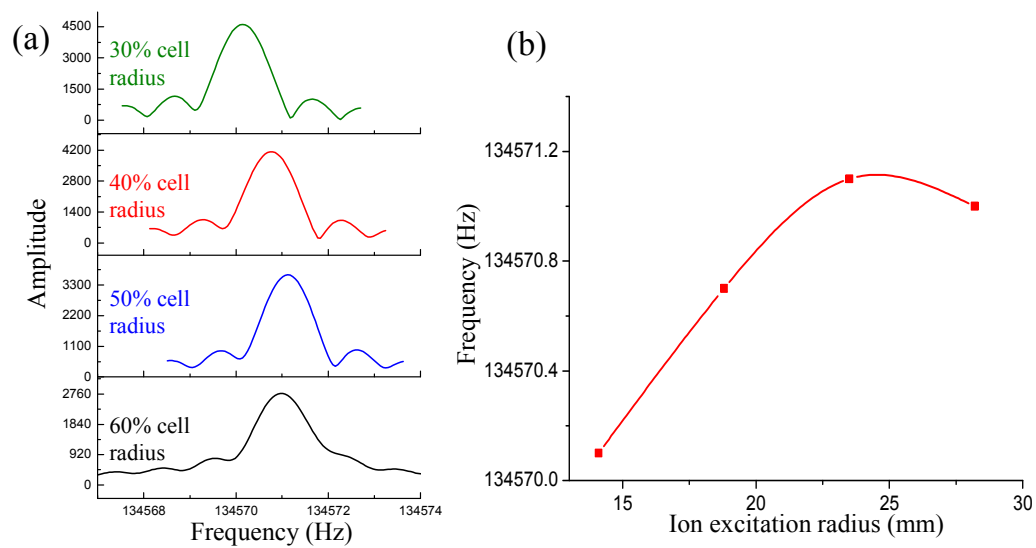 (a)
4500
3000
1500
0
30% cell
radius
4200
2800
1400
0
40% cell
radius
3300
2200
1100
0
50% cell
radius
2760
1840
920
0
60% cell
radius
Amplitude
134568
134570
134572
134574
Frequency (Hz)
(b)
134571.2
134570.8
134570.4
134570.0
Frequency (Hz)
15
20
25
30
Ion excitation radius (mm)